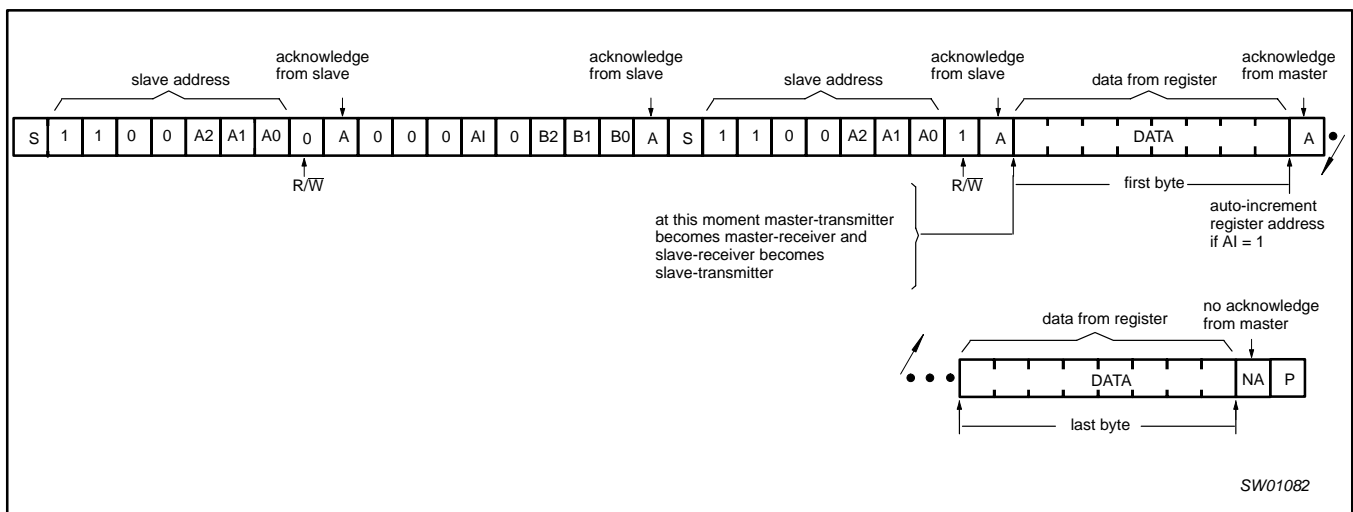 acknowledge
from slave
acknowledge
from slave
acknowledge
from slave
acknowledge
from master
slave address
slave address
data from register
S 1 1 0 0 A2 A1 A0 0 A 0 0 0 AI 0 B2 B1 B0 A S 1 1 0 0 A2 A1 A0 1 A DATA A
R/W̅
R/W̅
first byte
auto-increment
register address
if AI = 1
at this moment master-transmitter
becomes master-receiver and
slave-receiver becomes
slave-transmitter
data from register
no acknowledge
from master
DATA NA P
last byte
SW01082